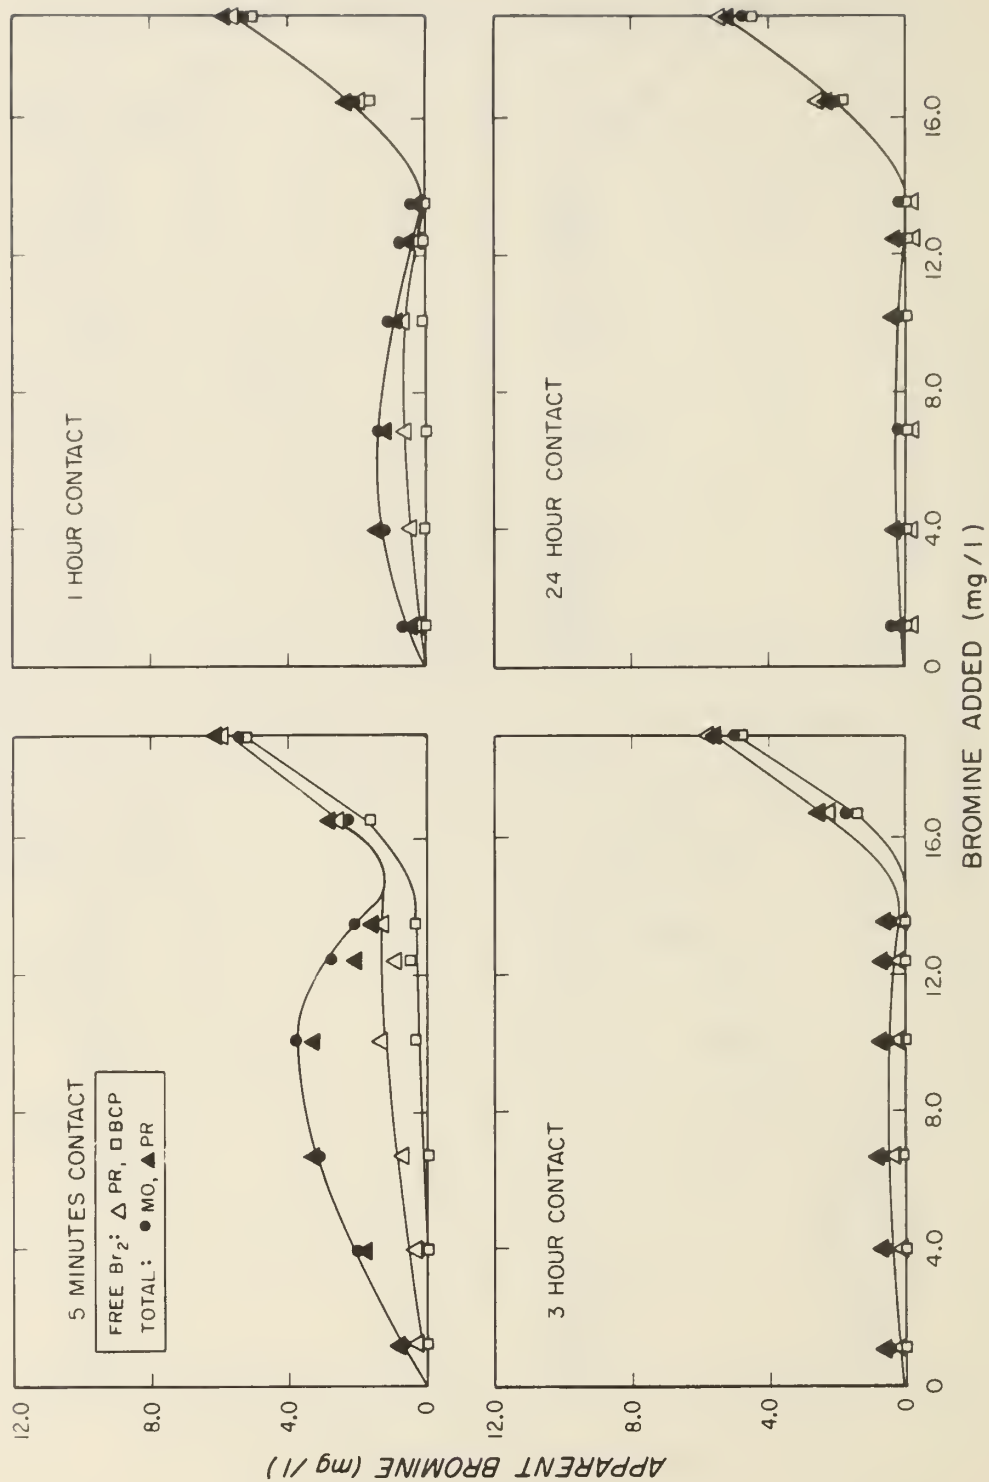 5 MINUTES CONTACT
FREE Br₂: △ PR, □ BCP
TOTAL: ● MO, ▲ PR
12.0
8.0
4.0
0
1 HOUR CONTACT
3 HOUR CONTACT
12.0
8.0
4.0
0
0
4.0
8.0
12.0
16.0
24 HOUR CONTACT
0
4.0
8.0
12.0
16.0
APPARENT BROMINE (mg/l)
BROMINE ADDED (mg/l)